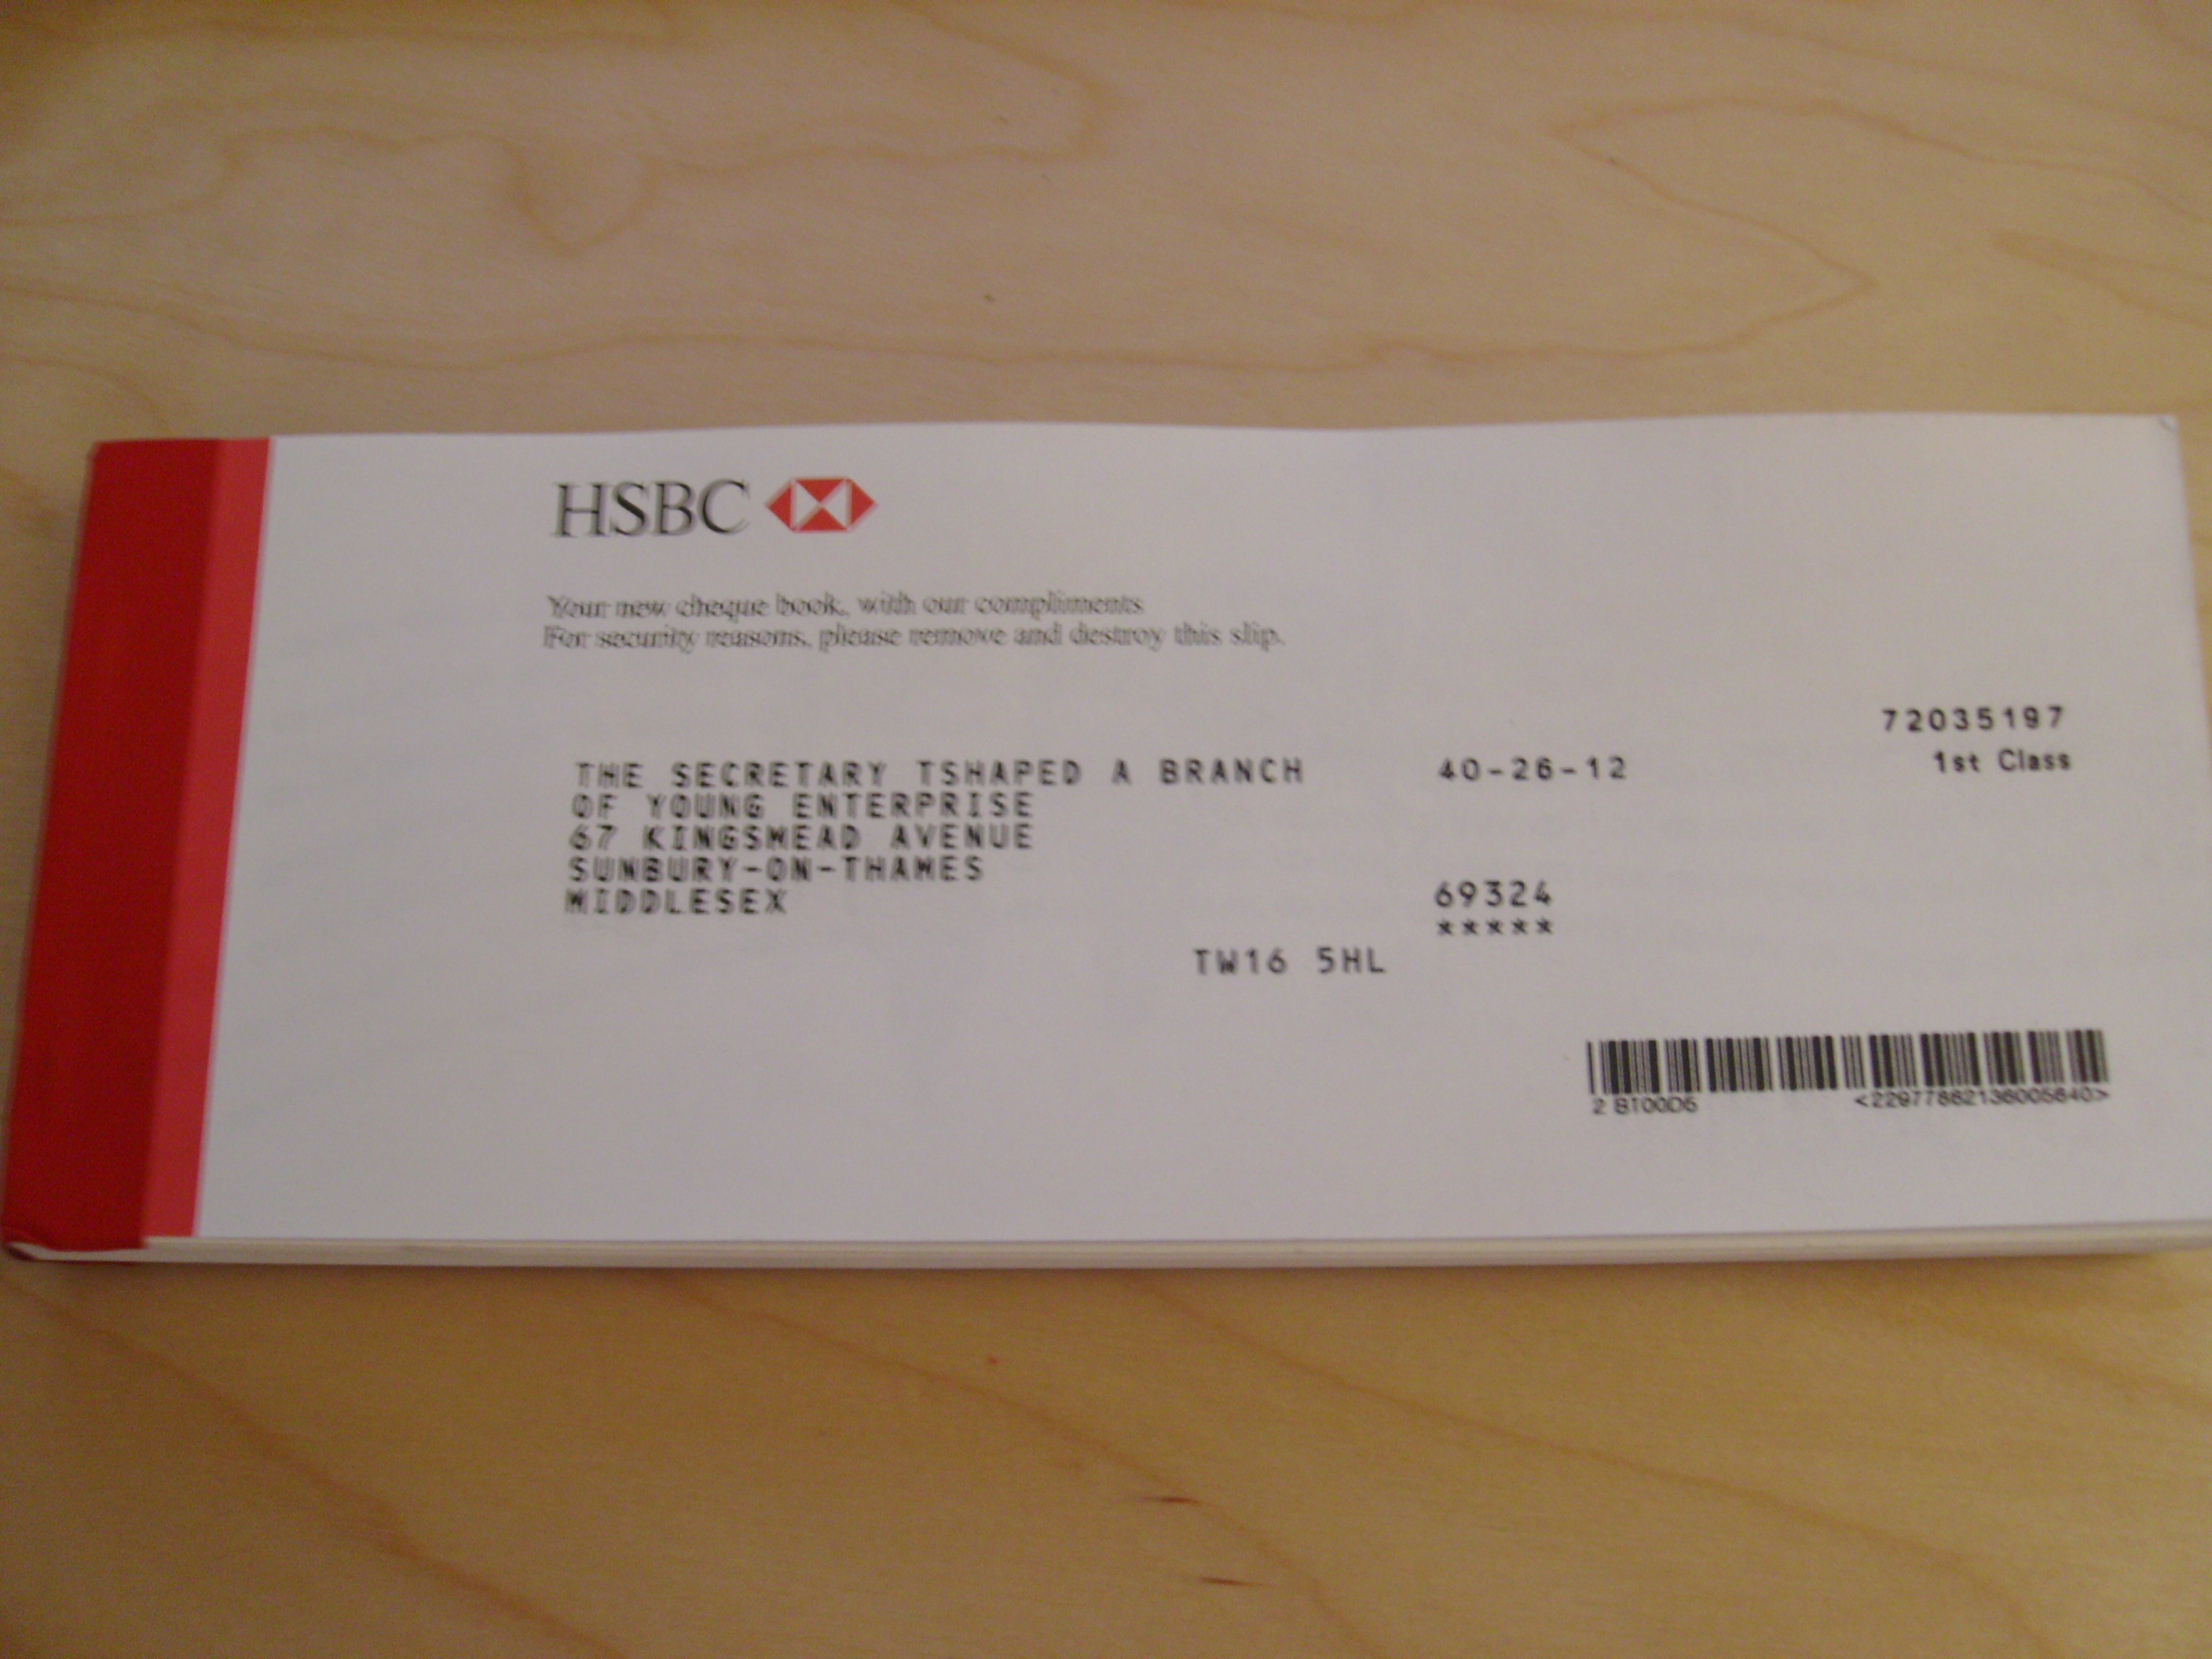 HSBC
Your new cheque book, with our compliments
For security reasons, please remove and destroy this slip.
72035197
THE SECRETARY TSHAPED A BRANCH 40-26-12 1st Class
OF YOUNG ENTERPRISE
67 KINGSMEAD AVENUE
SUNBURY-ON-THAMES
MIDDLESEX 69324
*****
TW16 5HL
2 BT00D6 <22977862136005640>